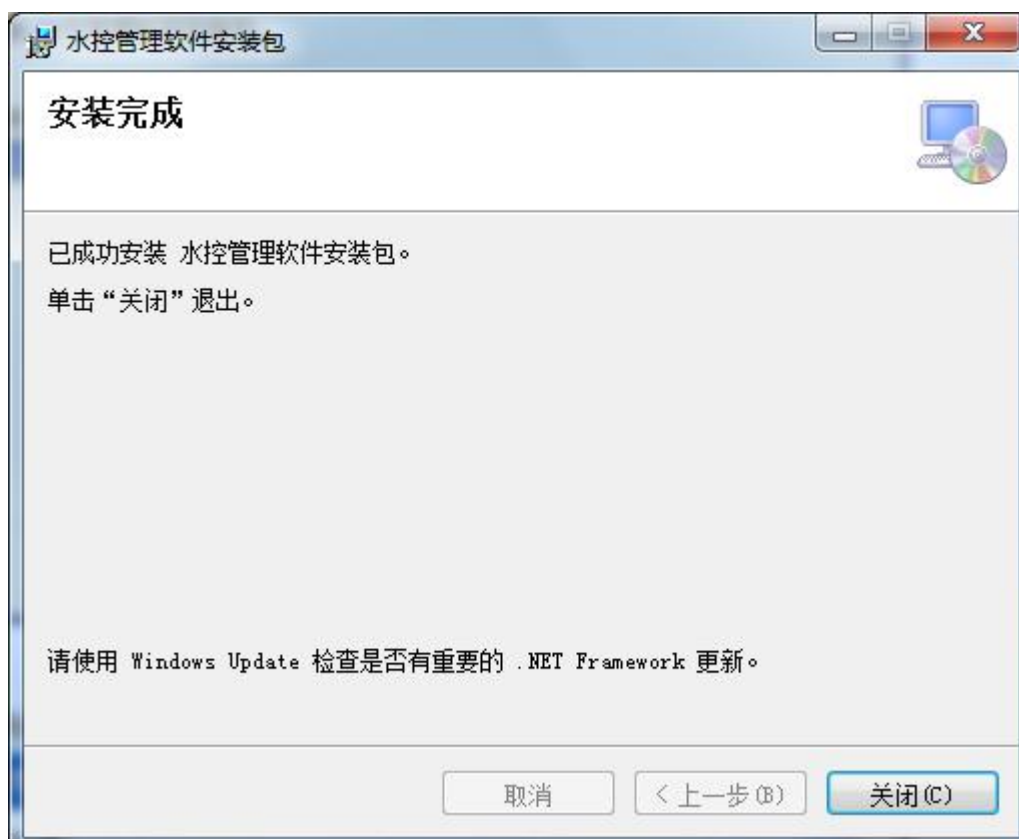 水控管理软件安装包
安装完成
已成功安装 水控管理软件安装包。
单击“关闭”退出。
请使用 Windows Update 检查是否有重要的 .NET Framework 更新。
取消
< 上一步(B)
关闭(C)